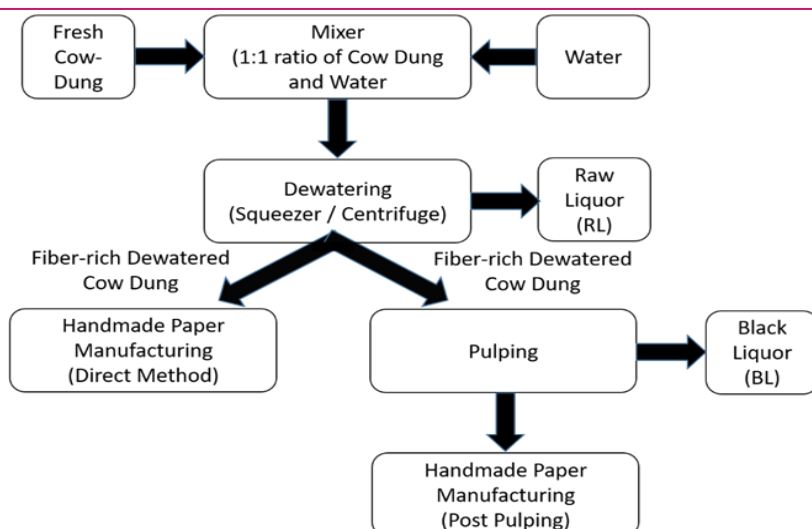 Fresh
Cow-
Dung
Mixer
(1:1 ratio of Cow Dung
and Water
Water
Dewatering
(Squeezer / Centrifuge)
Raw
Liquor
(RL)
Fiber-rich Dewatered
Cow Dung
Fiber-rich Dewatered
Cow Dung
Handmade Paper
Manufacturing
(Direct Method)
Pulping
Black
Liquor
(BL)
Handmade Paper
Manufacturing
(Post Pulping)